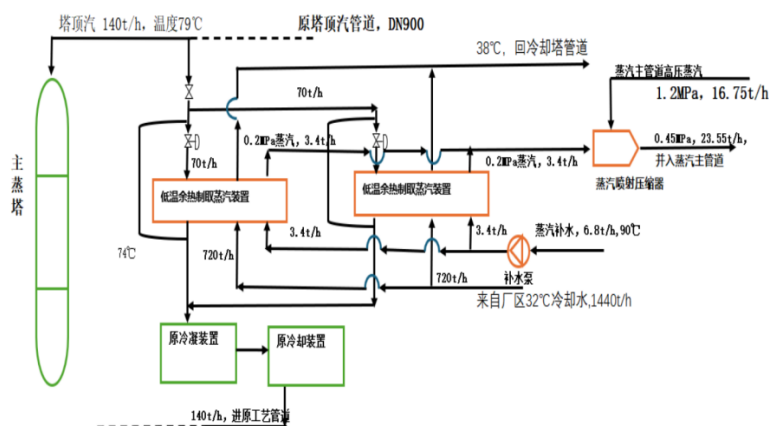 塔顶汽 140t/h，温度79℃
原塔顶汽管道，DN900
38℃，回冷却塔管道
蒸汽主管道高压蒸汽
1.2MPa，16.75t/h
70t/h
0.2MPa蒸汽，3.4t/h
0.45MPa，23.55t/h，
并入蒸汽主管道
70t/h
0.2MPa蒸汽，3.4t/h
蒸汽喷射压缩器
主蒸塔
低温余热制取蒸汽装置
低温余热制取蒸汽装置
74℃
720t/h
3.4t/h
3.4t/h
蒸汽补水，6.8t/h,90℃
720t/h
补水泵
来自厂区32℃冷却水,1440t/h
原冷凝装置
原冷却装置
140t/h，进原工艺管道